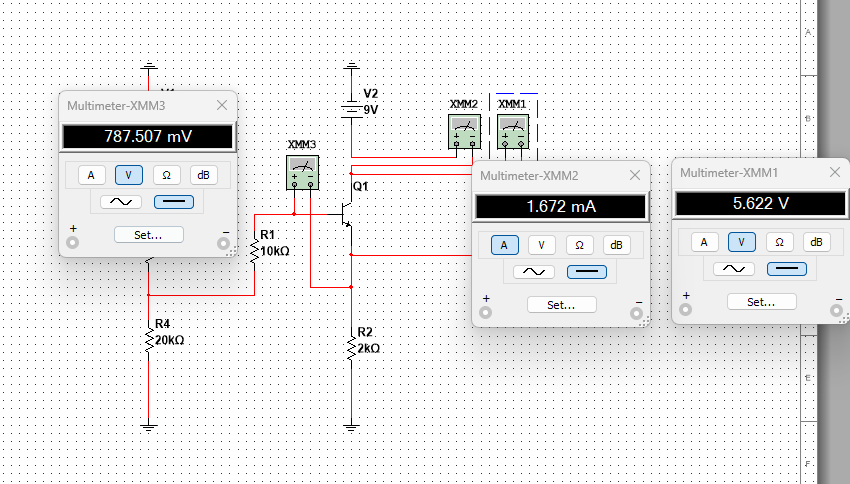 A
V2
9V
XMM2
XMM1
Multimeter-XMM3
787.507 mV
A
V
Ω
dB
Set...
+
−
B
XMM3
Q1
R1
10kΩ
Multimeter-XMM2
1.672 mA
A
V
Ω
dB
Set...
+
−
Multimeter-XMM1
5.622 V
A
V
Ω
dB
Set...
+
−
R4
20kΩ
R2
2kΩ
E
F